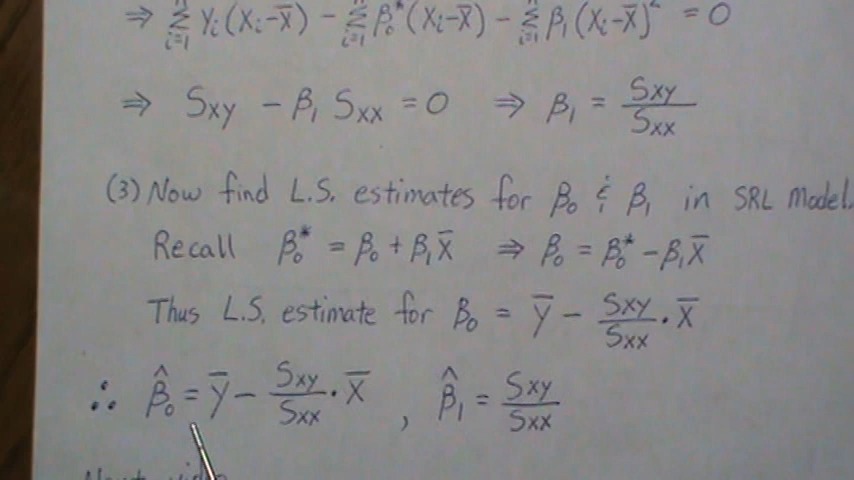 ⇒ Σ_{i=1}^{n} Yi(Xi-X̄) - Σ_{i=1}^{n} β₀*(Xi-X̄) - Σ_{i=1}^{n} β₁(Xi-X̄)² = 0
⇒ Sxy - β₁ Sxx = 0 ⇒ β₁ = Sxy/Sxx
(3) Now find L.S. estimates for β₀ & β₁ in SRL Model.
Recall β₀* = β₀ + β₁X̄ ⇒ β₀ = β₀* - β₁X̄
Thus L.S. estimate for β₀ = Ȳ - Sxy/Sxx · X̄
∴ β̂₀ = Ȳ - Sxy/Sxx · X̄ , β̂₁ = Sxy/Sxx